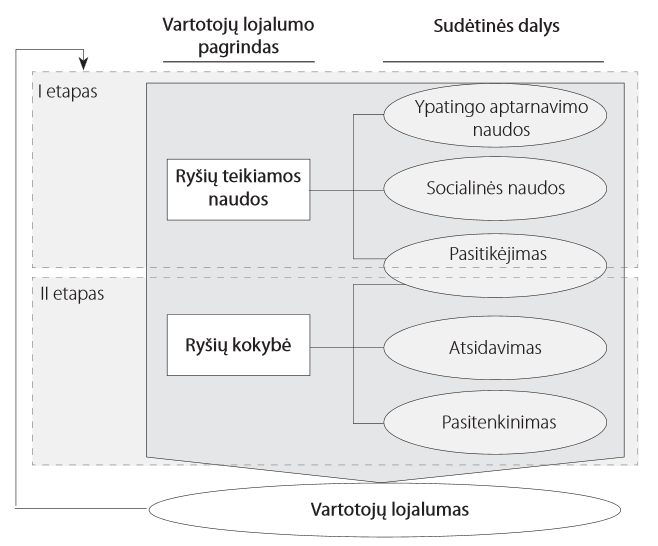 Vartotojų lojalumo
pagrindas
Sudėtinės dalys
I etapas
Ypatingo aptarnavimo
naudos
Ryšių teikiamos
naudos
Socialinės naudos
Pasitikėjimas
II etapas
Ryšių kokybė
Atsidavimas
Pasitenkinimas
Vartotojų lojalumas